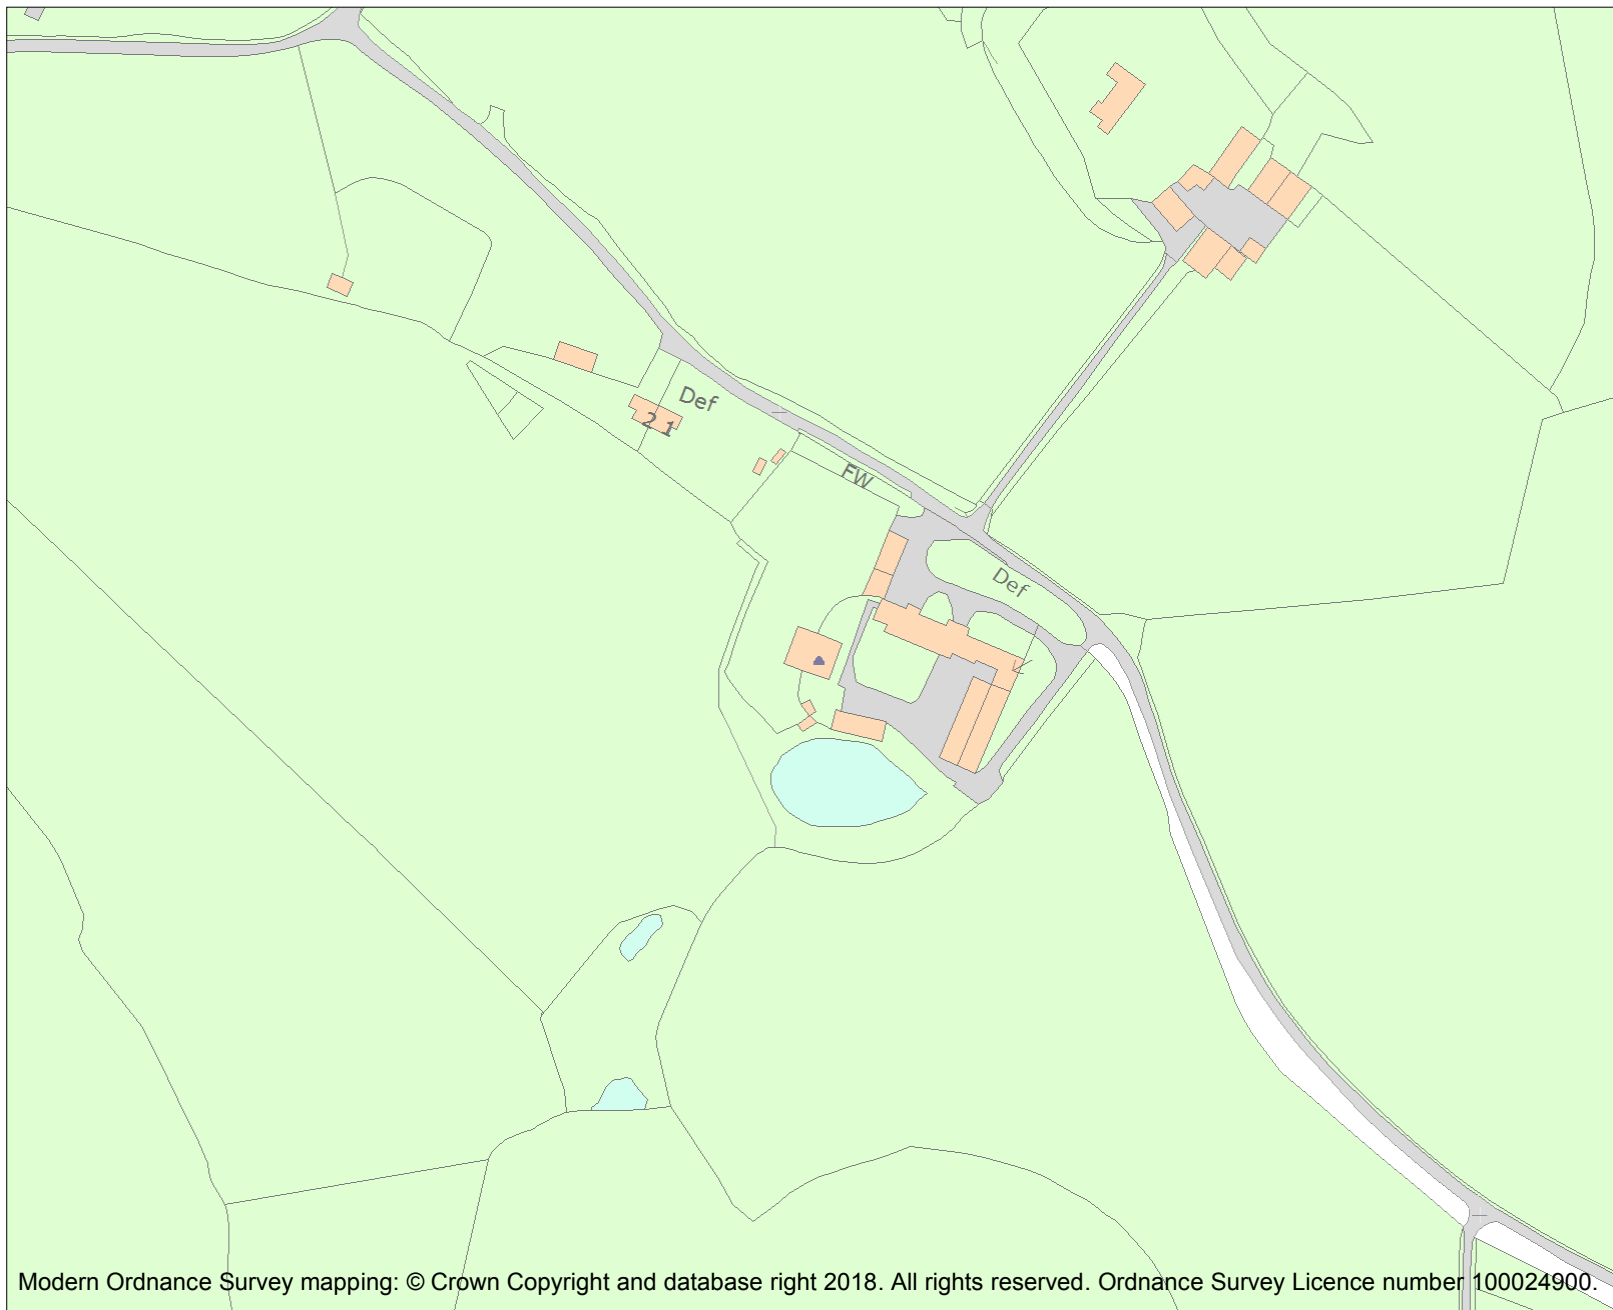 Def
2 1
FW
Def
Modern Ordnance Survey mapping: © Crown Copyright and database right 2018. All rights reserved. Ordnance Survey Licence number 100024900.